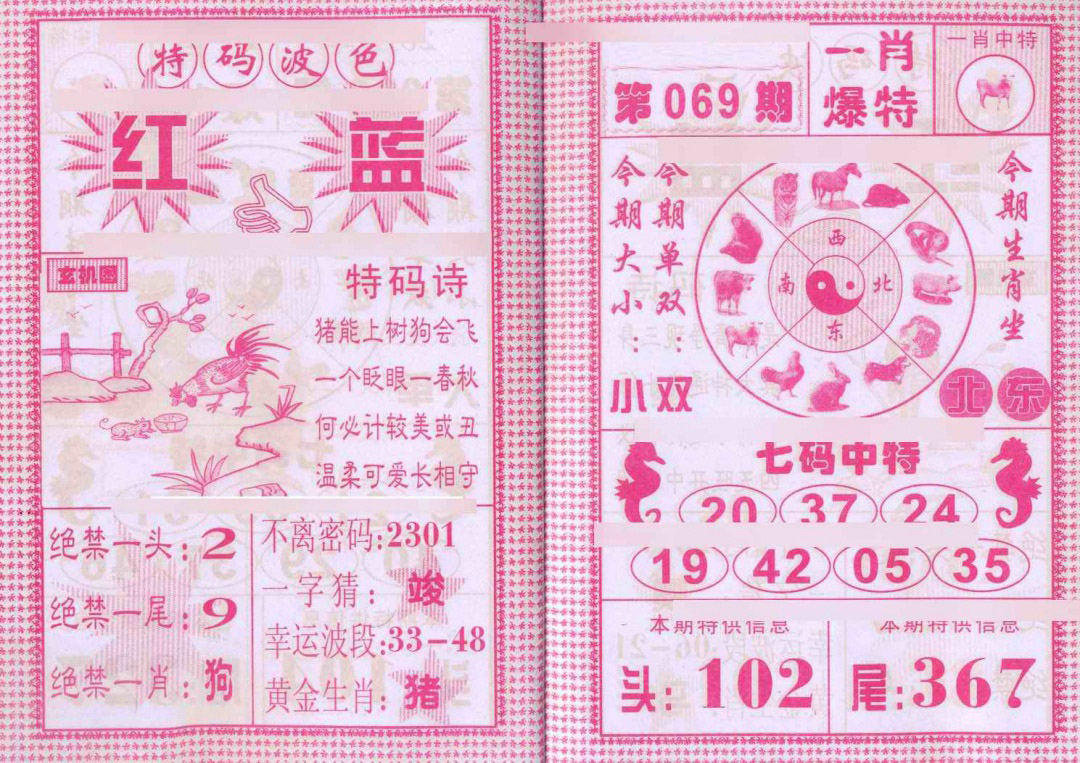 特码波色
红 蓝
玄机图
特码诗
猪能上树狗会飞
一个眨眼一春秋
何必计较美或丑
温柔可爱长相守
绝禁一头:2
绝禁一尾:9
绝禁一肖:狗
不离密码:2301
一字猜:竣
幸运波段:33-48
黄金生肖:猪
第069期
一肖
爆特
一肖中特
今期大小:小
今期单双:双
西
南 北
东
今期生肖坐
北 东
七码中特
20 37 24
19 42 05 35
本期特供信息
头:102
本期特供信息
尾:367